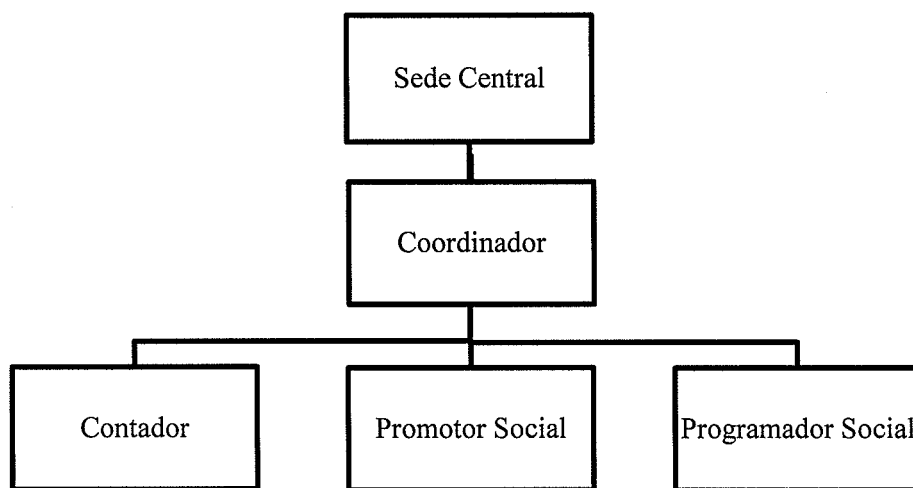 Sede Central
Coordinador
Contador
Promotor Social
Programador Social